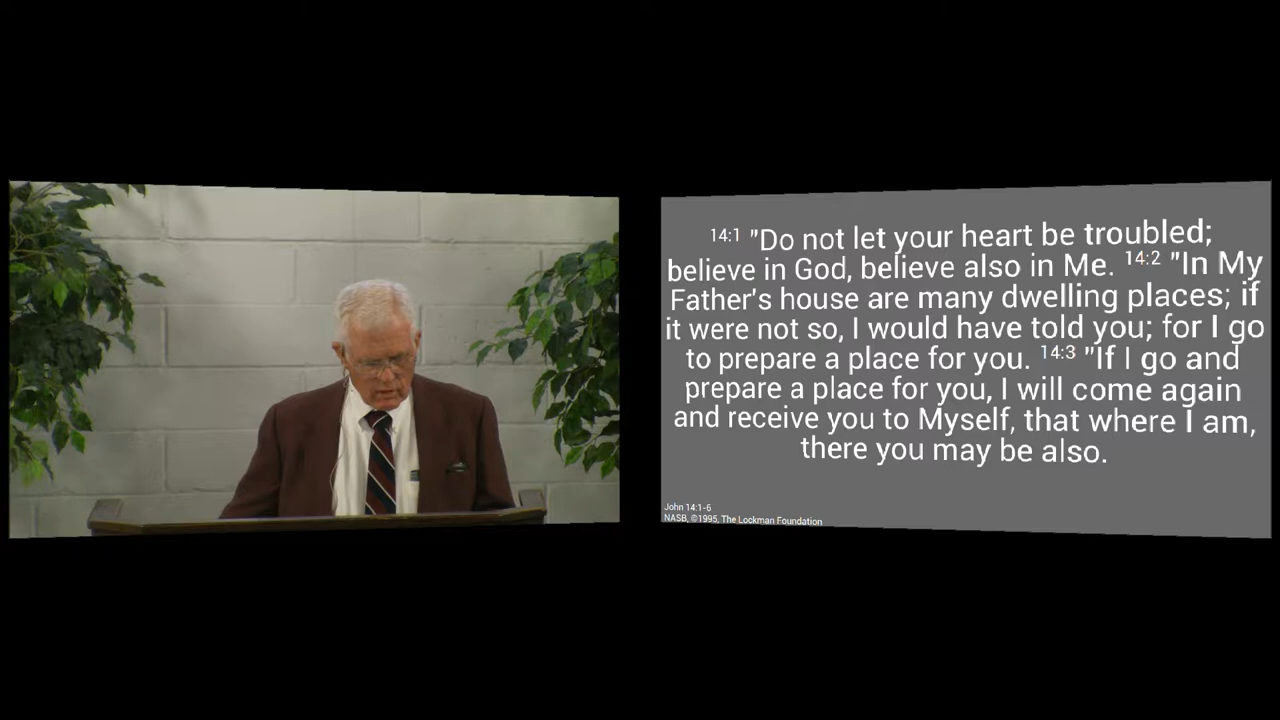 14:1 "Do not let your heart be troubled;
believe in God, believe also in Me. 14:2 "In My
Father's house are many dwelling places; if
it were not so, I would have told you; for I go
to prepare a place for you. 14:3 "If I go and
prepare a place for you, I will come again
and receive you to Myself, that where I am,
there you may be also.
John 14:1-6
NASB, ©1995, The Lockman Foundation